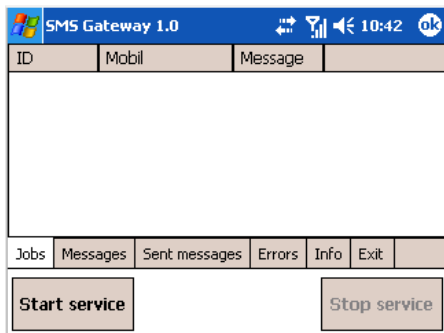 SMS Gateway 1.0 10:42 ok
ID Mobil Message
Jobs Messages Sent messages Errors Info Exit
Start service Stop service